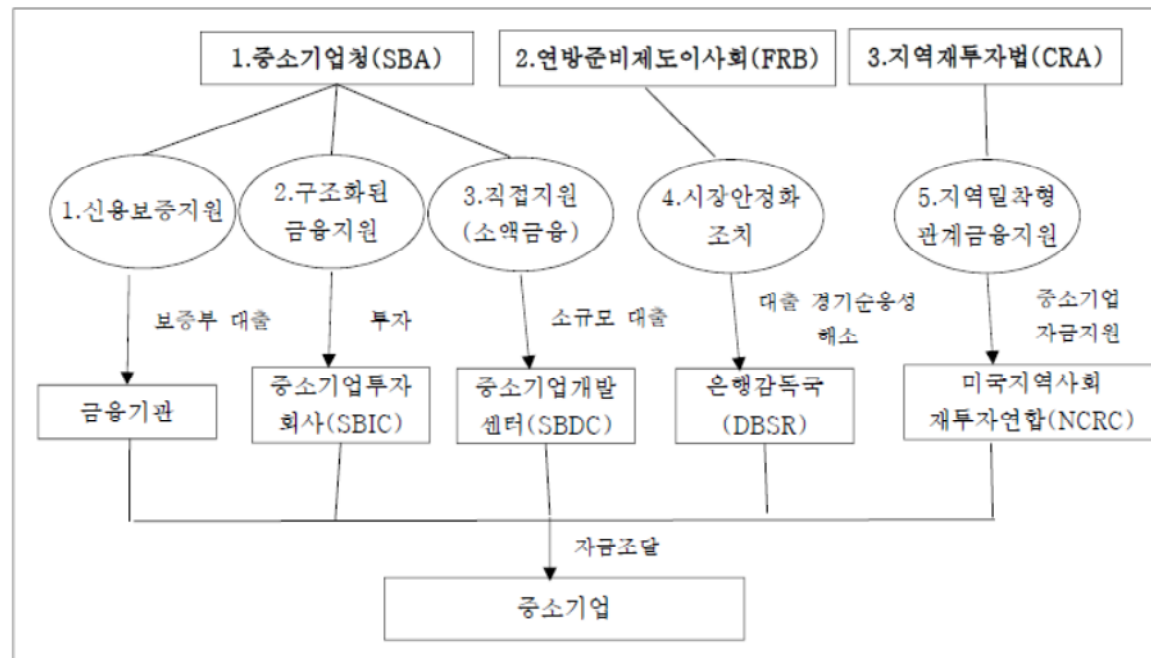 1.중소기업청(SBA)
2.연방준비제도이사회(FRB)
3.지역재투자법(CRA)
1.신용보증지원
2.구조화된
금융지원
3.직접지원
(소액금융)
4.시장안정화
조치
5.지역밀착형
관계금융지원
보증부 대출
투자
소규모 대출
대출 경기순응성
해소
중소기업
자금지원
금융기관
중소기업투자
회사(SBIC)
중소기업개발
센터(SBDC)
은행감독국
(DBSR)
미국지역사회
재투자연합(NCRC)
자금조달
중소기업